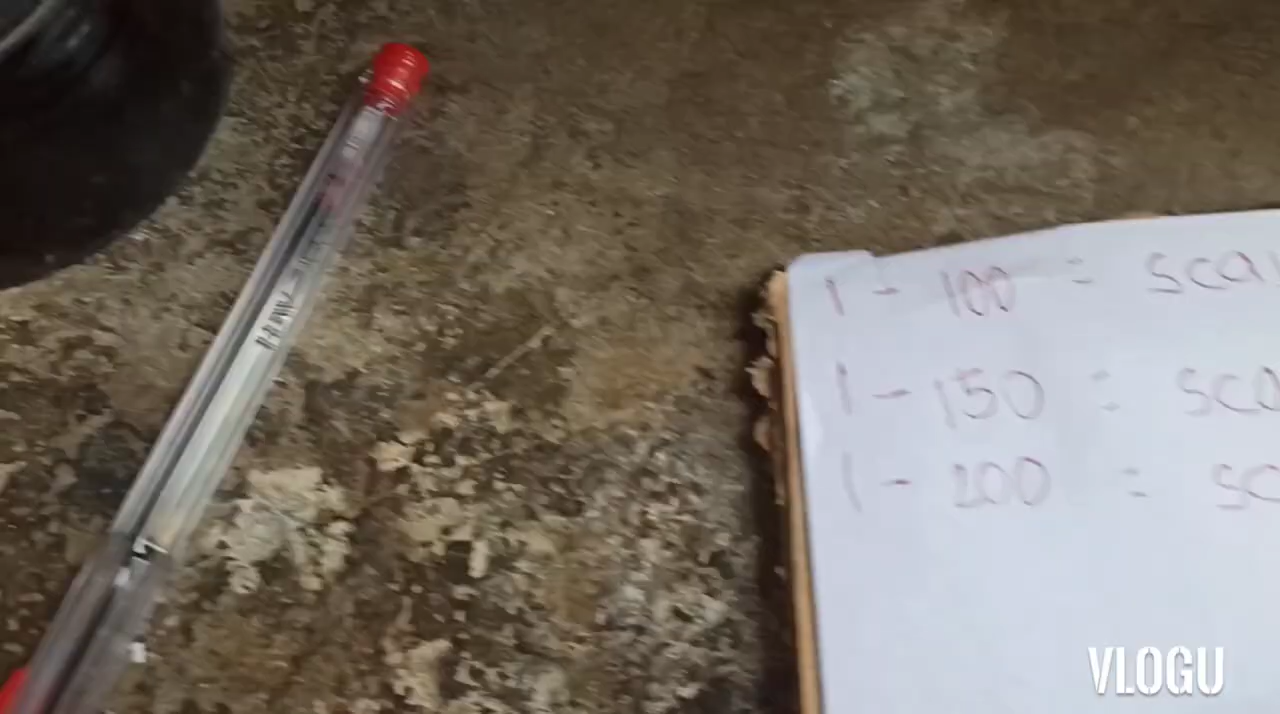 1 - 100 = sca
1 - 150 = sca
1 - 200 = sc
VLOGU